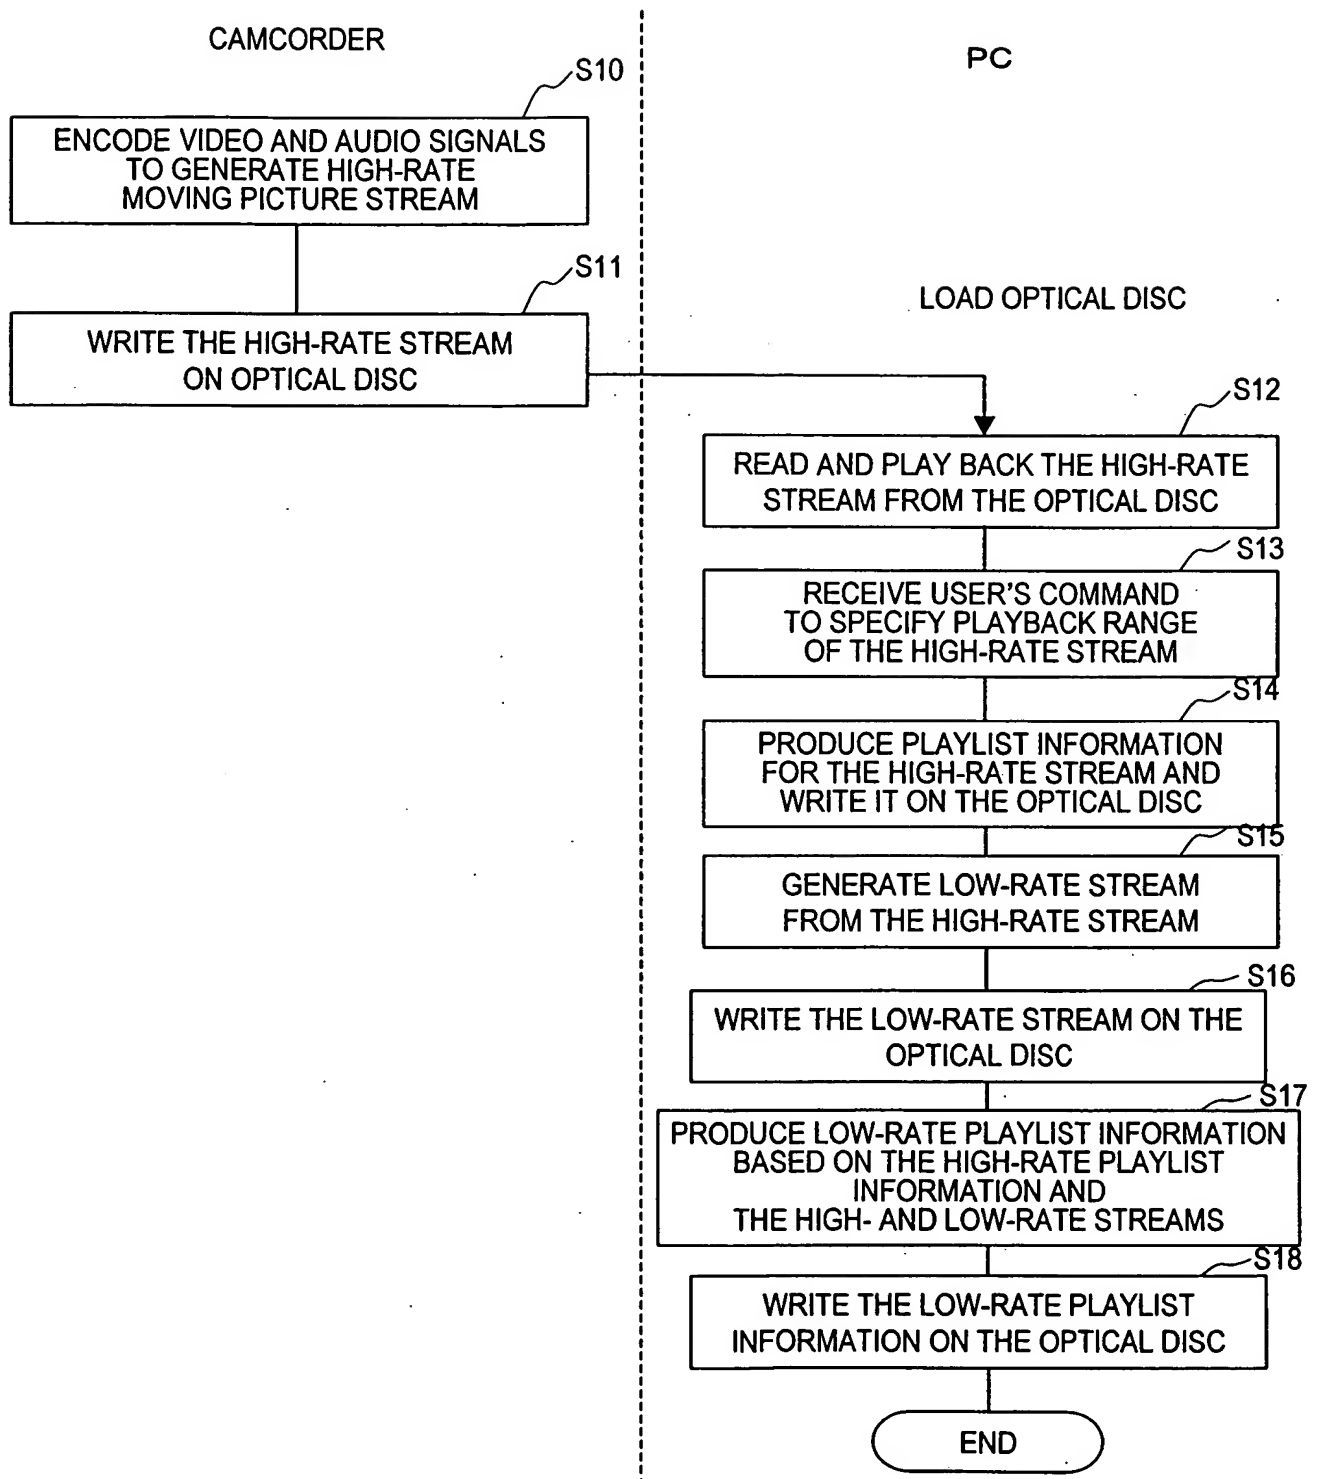 CAMCORDER
PC
S10
ENCODE VIDEO AND AUDIO SIGNALS
TO GENERATE HIGH-RATE
MOVING PICTURE STREAM
S11
WRITE THE HIGH-RATE STREAM
ON OPTICAL DISC
LOAD OPTICAL DISC
S12
READ AND PLAY BACK THE HIGH-RATE
STREAM FROM THE OPTICAL DISC
S13
RECEIVE USER'S COMMAND
TO SPECIFY PLAYBACK RANGE
OF THE HIGH-RATE STREAM
S14
PRODUCE PLAYLIST INFORMATION
FOR THE HIGH-RATE STREAM AND
WRITE IT ON THE OPTICAL DISC
S15
GENERATE LOW-RATE STREAM
FROM THE HIGH-RATE STREAM
S16
WRITE THE LOW-RATE STREAM ON THE
OPTICAL DISC
S17
PRODUCE LOW-RATE PLAYLIST INFORMATION
BASED ON THE HIGH-RATE PLAYLIST
INFORMATION AND
THE HIGH- AND LOW-RATE STREAMS
S18
WRITE THE LOW-RATE PLAYLIST
INFORMATION ON THE OPTICAL DISC
END